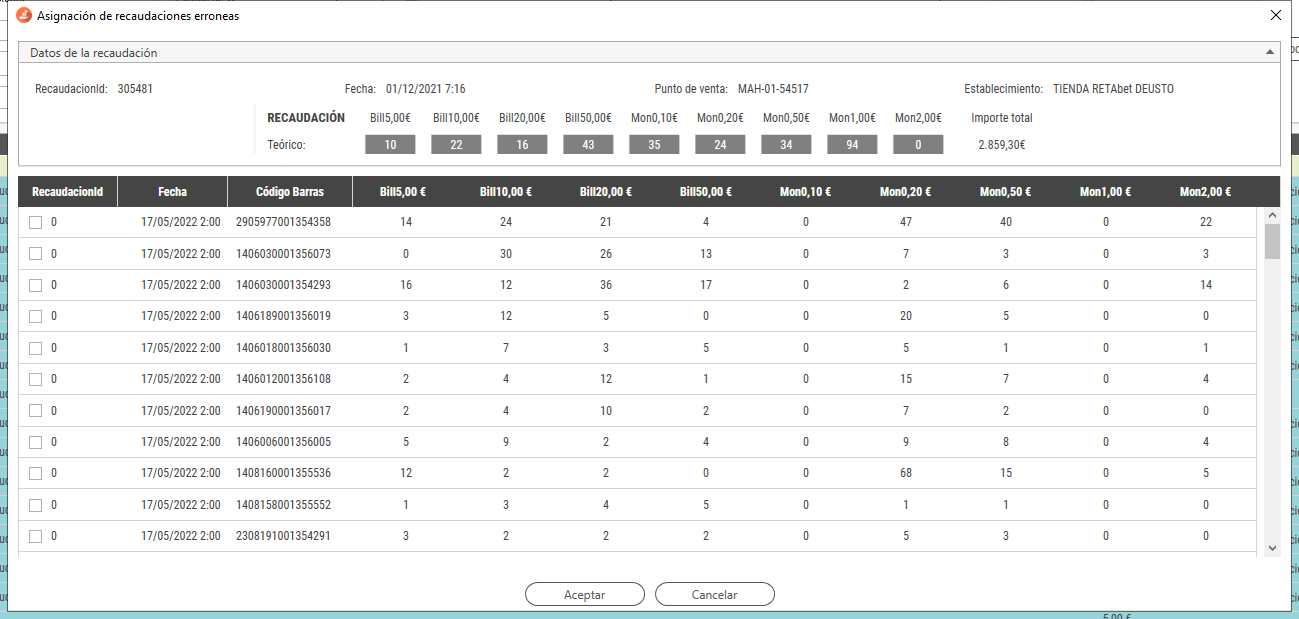 Asignación de recaudaciones erroneas
Datos de la recaudación
RecaudacionId: 305481 Fecha: 01/12/2021 7:16 Punto de venta: MAH-01-54517 Establecimiento: TIENDA RETAbet DEUSTO
RECAUDACIÓN Bill5,00€ Bill10,00€ Bill20,00€ Bill50,00€ Mon0,10€ Mon0,20€ Mon0,50€ Mon1,00€ Mon2,00€ Importe total
Teórico: 10 22 16 43 35 24 34 94 0 2.859,30€
RecaudacionId Fecha Código Barras Bill5,00 € Bill10,00 € Bill20,00 € Bill50,00 € Mon0,10 € Mon0,20 € Mon0,50 € Mon1,00 € Mon2,00 €
0 17/05/2022 2:00 2905977001354358 14 24 21 4 0 47 40 0 22
0 17/05/2022 2:00 1406030001356073 0 30 26 13 0 7 3 0 3
0 17/05/2022 2:00 1406030001354293 16 12 36 17 0 2 6 0 14
0 17/05/2022 2:00 1406189001356019 3 12 5 0 0 20 5 0 0
0 17/05/2022 2:00 1406018001356030 1 7 3 5 0 5 1 0 1
0 17/05/2022 2:00 1406012001356108 2 4 12 1 0 15 7 0 4
0 17/05/2022 2:00 1406190001356017 2 4 10 2 0 7 2 0 0
0 17/05/2022 2:00 1406006001356005 5 9 2 4 0 9 8 0 4
0 17/05/2022 2:00 1408160001355536 12 2 2 0 0 68 15 0 5
0 17/05/2022 2:00 1408158001355552 1 3 4 5 0 1 1 0 0
0 17/05/2022 2:00 2308191001354291 3 2 2 2 0 5 3 0 0
Aceptar Cancelar